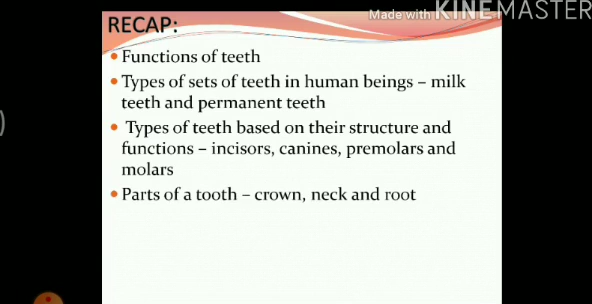 Made with KINEMASTER
RECAP:
• Functions of teeth
• Types of sets of teeth in human beings – milk
teeth and permanent teeth
• Types of teeth based on their structure and
functions – incisors, canines, premolars and
molars
• Parts of a tooth – crown, neck and root